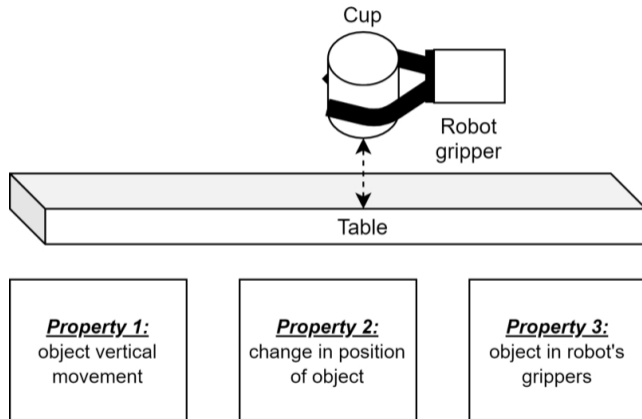 Cup
Robot
gripper
Table
Property 1:
object vertical
movement
Property 2:
change in position
of object
Property 3:
object in robot's
grippers